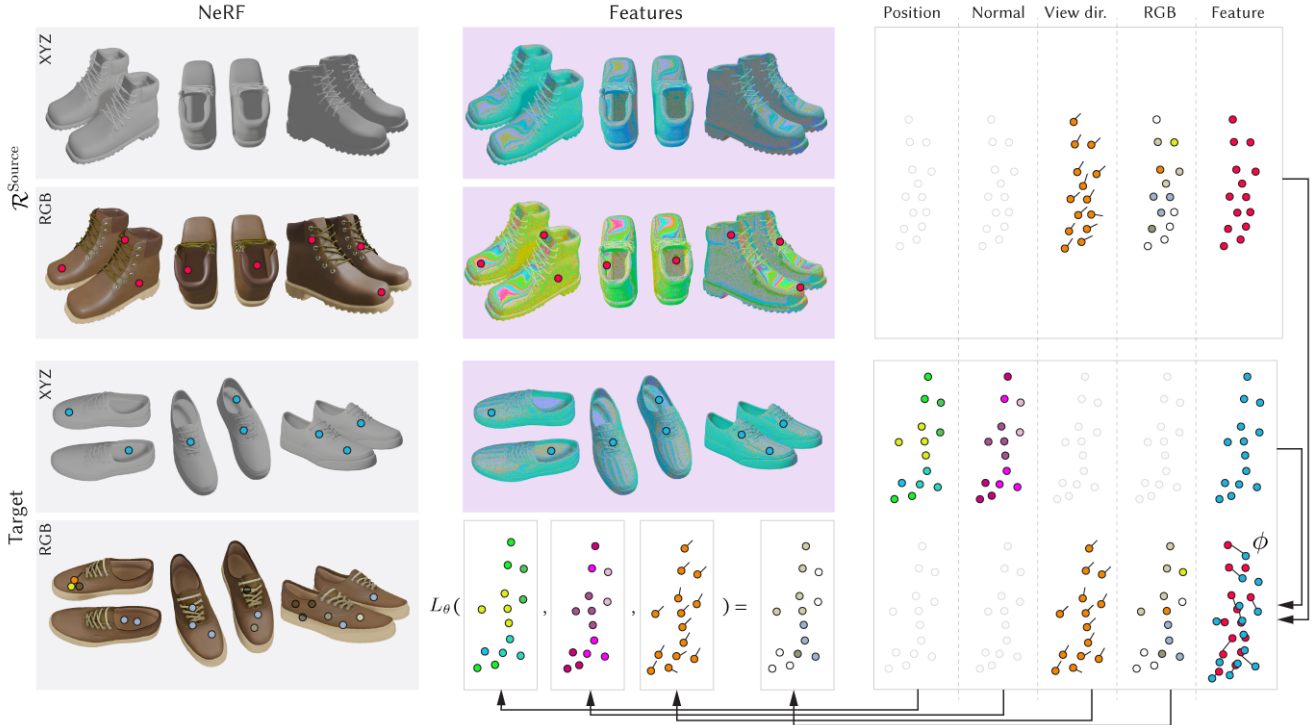 NeRF
Features
Position
Normal
View dir.
RGB
Feature
ℛ^Source
XYZ
RGB
Target
XYZ
RGB
L_θ( , , ) =
ϕ